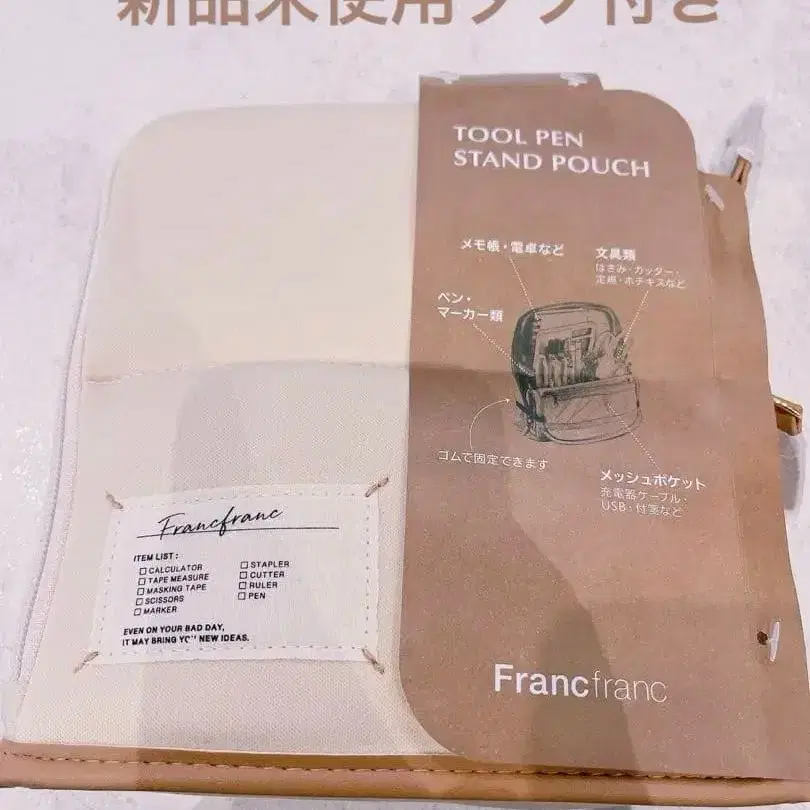 新品未使用タグ付き
TOOL PEN
STAND POUCH
メモ帳・電卓など
文具類
はさみ・カッター・
定規・ホチキスなど
ペン・
マーカー類
ゴムで固定できます
メッシュポケット
充電器ケーブル・
USB・付箋など
Francfranc
Francfranc
ITEM LIST :
□ CALCULATOR
□ TAPE MEASURE
□ MASKING TAPE
□ SCISSORS
□ MARKER
□ STAPLER
□ CUTTER
□ RULER
□ PEN
EVEN ON YOUR BAD DAY,
IT MAY BRING YOU NEW IDEAS.